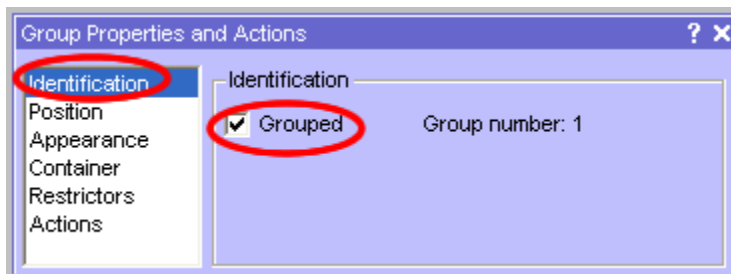 Group Properties and Actions ? X
Identification
Position
Appearance
Container
Restrictors
Actions
Identification
Grouped Group number: 1